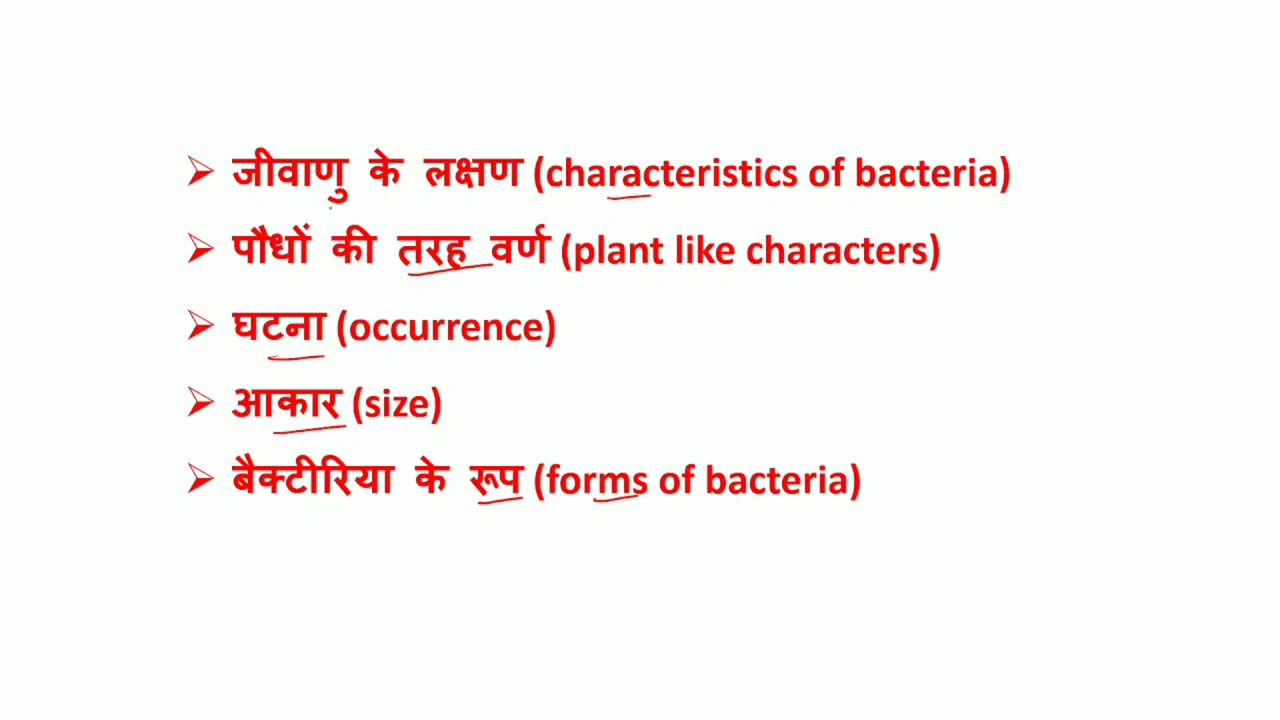 जीवाणु के लक्षण (characteristics of bacteria)
पौधों की तरह वर्ण (plant like characters)
घटना (occurrence)
आकार (size)
बैक्टीरिया के रूप (forms of bacteria)